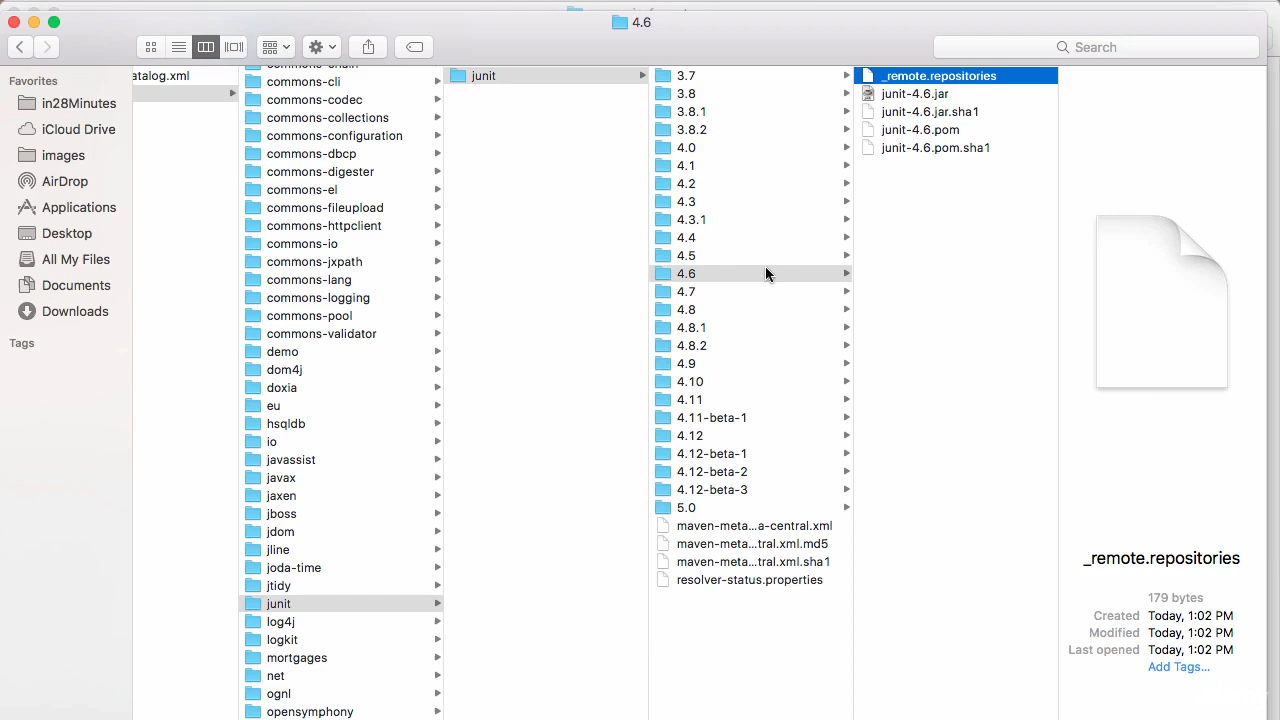 4.6
Search
Favorites
in28Minutes
iCloud Drive
images
AirDrop
Applications
Desktop
All My Files
Documents
Downloads
Tags
atalog.xml
commons-cli
commons-codec
commons-collections
commons-configuration
commons-dbcp
commons-digester
commons-el
commons-fileupload
commons-httpclient
commons-io
commons-jxpath
commons-lang
commons-logging
commons-pool
commons-validator
demo
dom4j
doxia
eu
hsqldb
io
javassist
javax
jaxen
jboss
jdom
jline
joda-time
jtidy
junit
log4j
logkit
mortgages
net
ognl
opensymphony
junit
3.7
3.8
3.8.1
3.8.2
4.0
4.1
4.2
4.3
4.3.1
4.4
4.5
4.6
4.7
4.8
4.8.1
4.8.2
4.9
4.10
4.11
4.11-beta-1
4.12
4.12-beta-1
4.12-beta-2
4.12-beta-3
5.0
maven-meta...a-central.xml
maven-meta...tral.xml.md5
maven-meta...tral.xml.sha1
resolver-status.properties
_remote.repositories
junit-4.6.jar
junit-4.6.jar.sha1
junit-4.6.pom
junit-4.6.pom.sha1
_remote.repositories
179 bytes
Created Today, 1:02 PM
Modified Today, 1:02 PM
Last opened Today, 1:02 PM
Add Tags...